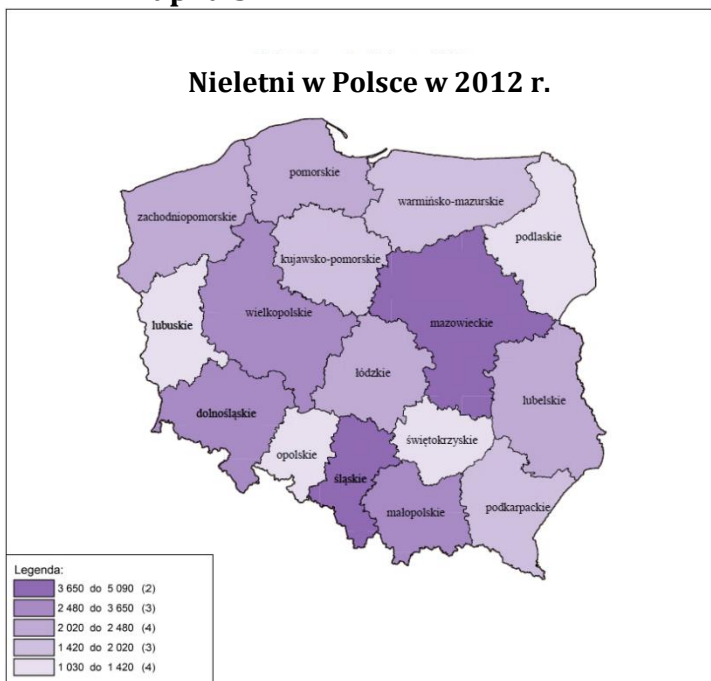 Nieletni w Polsce w 2012 r.
pomorskie
warmińsko-mazurskie
zachodniopomorskie
podlaskie
kujawsko-pomorskie
wielkopolskie
mazowieckie
lubuskie
łódzkie
lubelskie
dolnośląskie
świętokrzyskie
opolskie
śląskie
małopolskie
podkarpackie
Legenda:
3 650 do 5 090 (2)
2 480 do 3 650 (3)
2 020 do 2 480 (4)
1 420 do 2 020 (3)
1 030 do 1 420 (4)